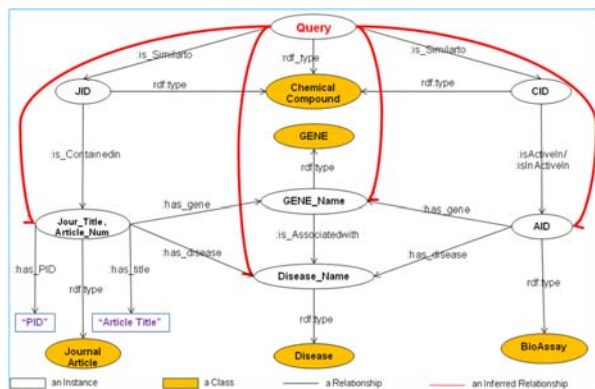 Query
:is_Similarto
rdf_type
:is_Similarto
JID
rdf:type
Chemical
Compound
rdf:type
CID
GENE
:is_Containedin
rdf:type
:isActiveIn/
:isInActiveIn
:has_gene
GENE_Name
:has_gene
Jour_Title,
Article_Num
AID
:is_Associatedwith
:has_disease
:has_disease
:has_PID
:has_title
Disease_Name
rdf:type
rdf:type
rdf:type
"PID"
"Article Title"
Journal
Article
Disease
BioAssay
an Instance
a Class
a Relationship
an Inferred Relationship